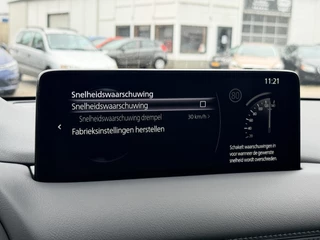 11:21
Snelheidswaarschuwing
Snelheidswaarschuwing
Snelheidswaarschuwing drempel 30 km/h
Fabrieksinstellingen herstellen
80
Schakelt waarschuwingen in
voor wanneer de gewenste
snelheid wordt overschreden.